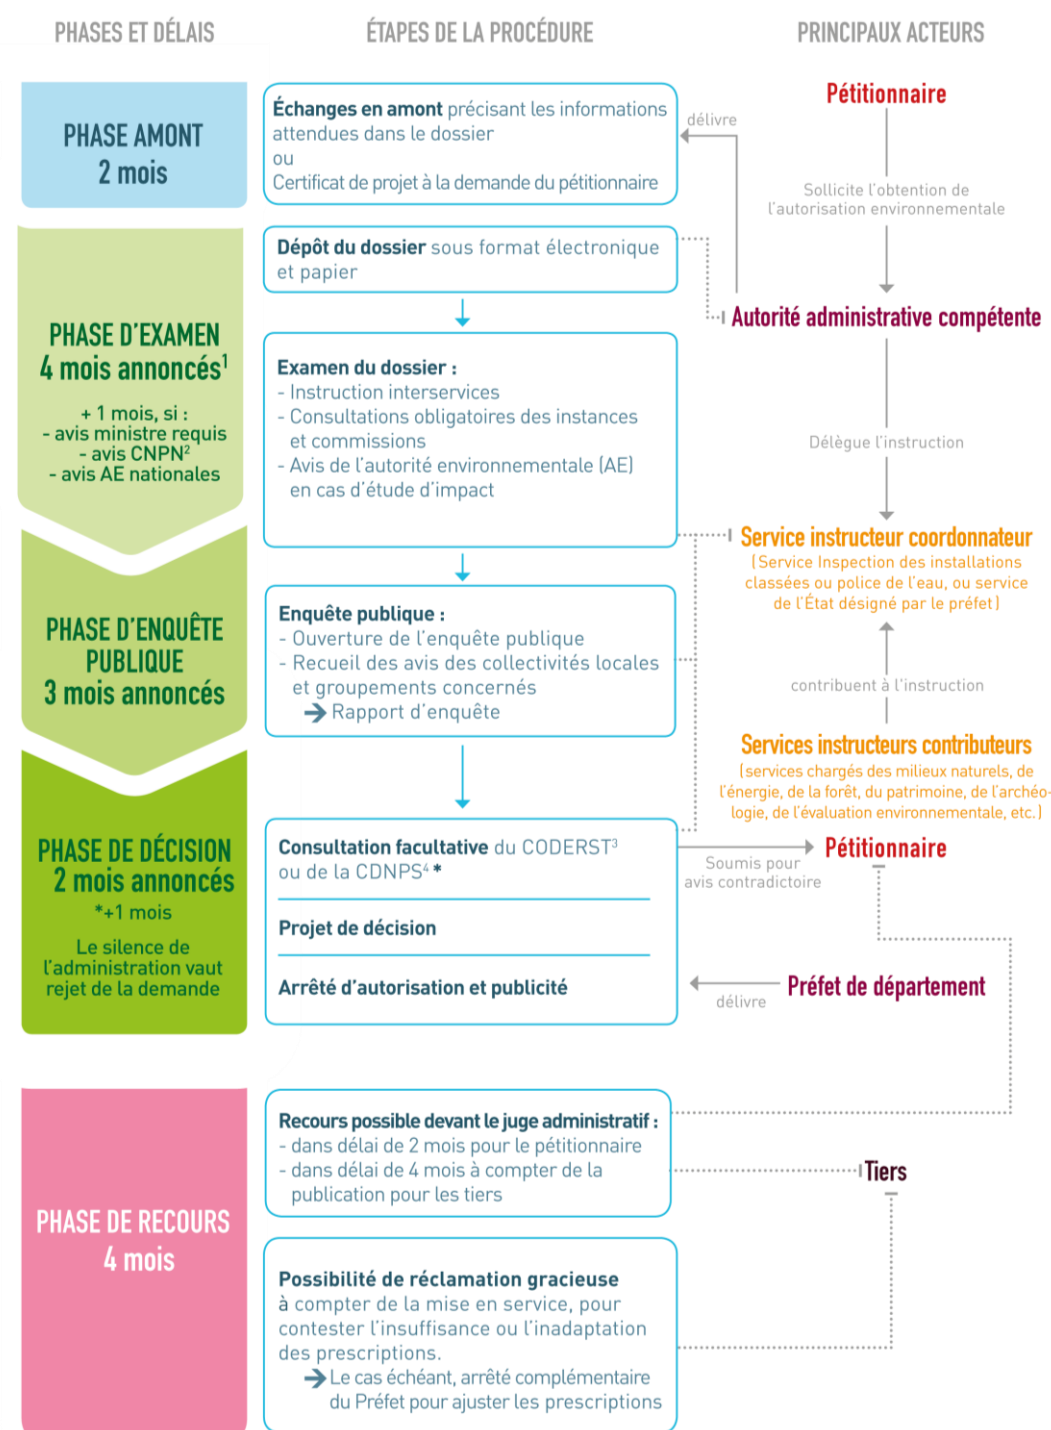 PHASES ET DÉLAIS
ÉTAPES DE LA PROCÉDURE
PRINCIPAUX ACTEURS
PHASE AMONT
2 mois
Échanges en amont précisant les informations
attendues dans le dossier
ou
Certificat de projet à la demande du pétitionnaire
délivre
Pétitionnaire
Sollicite l'obtention de
l'autorisation environnementale
Dépôt du dossier sous format électronique
et papier
Autorité administrative compétente
PHASE D'EXAMEN
4 mois annoncés¹
+ 1 mois, si :
- avis ministre requis
- avis CNPN²
- avis AE nationales
Examen du dossier :
- Instruction interservices
- Consultations obligatoires des instances
et commissions
- Avis de l'autorité environnementale (AE)
en cas d'étude d'impact
Délègue l'instruction
Service instructeur coordonnateur
(Service Inspection des installations
classées ou police de l'eau, ou service
de l'État désigné par le préfet)
PHASE D'ENQUÊTE
PUBLIQUE
3 mois annoncés
Enquête publique :
- Ouverture de l'enquête publique
- Recueil des avis des collectivités locales
et groupements concernés
→ Rapport d'enquête
contribuent à l'instruction
Services instructeurs contributeurs
(services chargés des milieux naturels, de
l'énergie, de la forêt, du patrimoine, de l'archéo-
logie, de l'évaluation environnementale, etc.)
PHASE DE DÉCISION
2 mois annoncés
*+1 mois
Le silence de
l'administration vaut
rejet de la demande
Consultation facultative du CODERST³
ou de la CDNPS⁴ *
Projet de décision
Arrêté d'autorisation et publicité
Soumis pour
avis contradictoire
Pétitionnaire
délivre
Préfet de département
PHASE DE RECOURS
4 mois
Recours possible devant le juge administratif :
- dans délai de 2 mois pour le pétitionnaire
- dans délai de 4 mois à compter de la
publication pour les tiers
Tiers
Possibilité de réclamation gracieuse
à compter de la mise en service, pour
contester l'insuffisance ou l'inadaptation
des prescriptions.
→ Le cas échéant, arrêté complémentaire
du Préfet pour ajuster les prescriptions